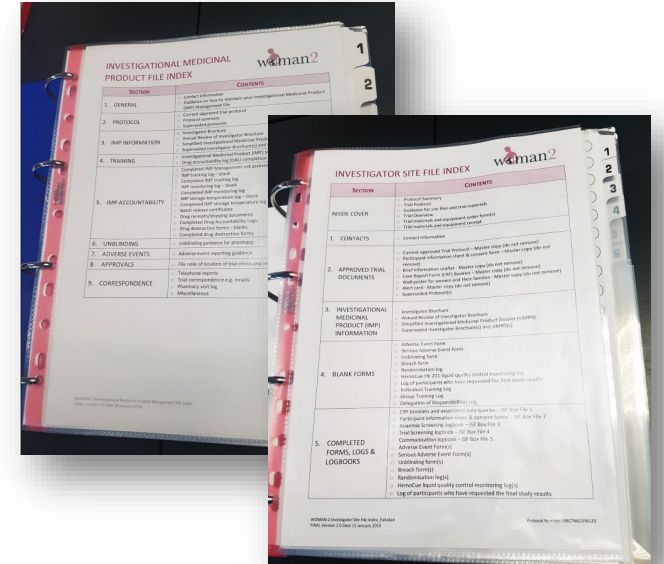 INVESTIGATIONAL MEDICINAL
PRODUCT FILE INDEX
woman2
SECTION CONTENTS
1. GENERAL
Contact information
Guidance on how to maintain your Investigational Medicinal Product
(IMP) Management File
2. PROTOCOL
Current approved trial protocol
Protocol summary
Superseded protocols
3. IMP INFORMATION
Investigator Brochure
Annual Review of Investigator Brochure
Simplified Investigational Medicinal
Superseded Investigator Brochure(s) and
4. TRAINING
Investigational Medicinal Product (IMP)
Drug accountability log (DAL) completion
5. IMP ACCOUNTABILITY
Completed IMP Management risk
IMP tracking log – blank
Completed IMP tracking log
IMP monitoring log – blank
Completed IMP monitoring log
IMP storage temperature log – blank
Completed IMP storage temperature log
Batch release certificates
Drug receipts/shipping documents
Completed Drug Accountability Logs
Drug destruction forms – blanks
Completed drug destruction forms
6. UNBLINDING
Unblinding guidance for pharmacy
7. ADVERSE EVENTS
Adverse event reporting guidance
8. APPROVALS
File note of location of trial ethics and
9. CORRESPONDENCE
Telephone reports
Trial correspondence e.g. emails
Pharmacy visit log
Miscellaneous
1
2
INVESTIGATOR SITE FILE INDEX
woman2
SECTION CONTENTS
INSIDE COVER
Protocol Summary
Trial Protocol
Guidance for site files and trial materials
Trial Overview
Trial materials and equipment order form(s)
Trial materials and equipment receipt
1. CONTACTS
Contact information
2. APPROVED TRIAL
DOCUMENTS
Current approved Trial Protocol – Master copy (do not remove)
Participant information sheet & consent form – Master copy (do not
remove)
Brief Information Leaflet - Master copy (do not remove)
Case Report Form (CRF) Booklet – Master copy (do not remove)
Wall poster for women and their families - Master copy (do not remove)
Alert card - Master copy (do not remove)
Superseded Protocol(s)
3. INVESTIGATIONAL
MEDICINAL
PRODUCT (IMP)
INFORMATION
Investigator Brochure
Annual Review of Investigator Brochure
Simplified Investigational Medicinal Product Dossier (sIMPD)
Superseded Investigator Brochure(s) and sIMPD(s)
4. BLANK FORMS
Adverse Event Form
Serious Adverse Event Form
Unblinding form
Breach form
Randomisation log
HemoCue Hb 201 liquid quality control monitoring log
Log of participants who have requested the final study results
Individual Training Log
Group Training Log
Delegation of Responsibilities Log
5. COMPLETED
FORMS, LOGS &
LOGBOOKS
CRF booklets and associated data queries – ISF Box File 1
Participant information sheet & consent forms – ISF Box File 2
Anaemia Screening logbook – ISF Box File 3
Trial Screening logbook – ISF Box File 4
Communication logbook – ISF Box File 5
Adverse Event Form(s)
Serious Adverse Event Form(s)
Unblinding form(s)
Breach form(s)
Randomisation log(s)
HemoCue liquid quality control monitoring log(s)
Log of participants who have requested the final study results
WOMAN-2 Investigator Site File Index_Pakistan
FINAL Version 1.0 Date 15 January 2019
1
2
3
4